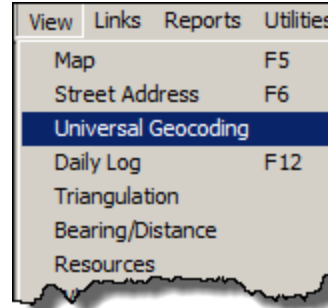 View Links Reports Utilities
Map F5
Street Address F6
Universal Geocoding
Daily Log F12
Triangulation
Bearing/Distance
Resources